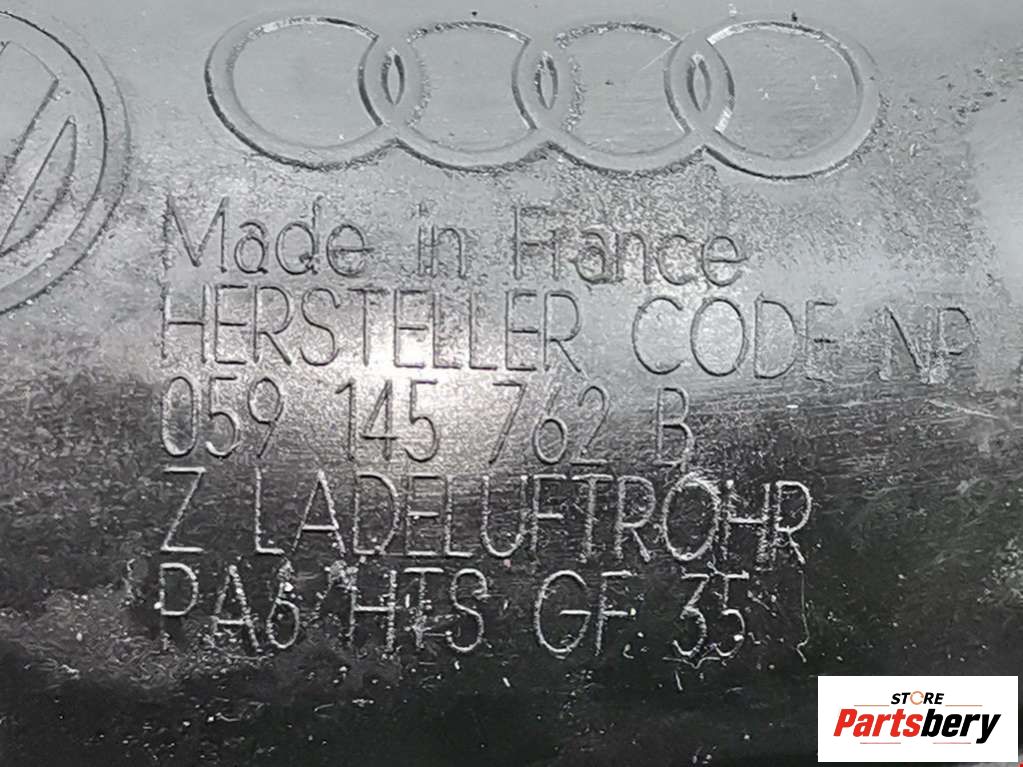 Made in France
HERSTELLER CODE NP
059 145 762 B
Z LADELUFTROHR
PA6/HTS GF 35
STORE
Partsbery